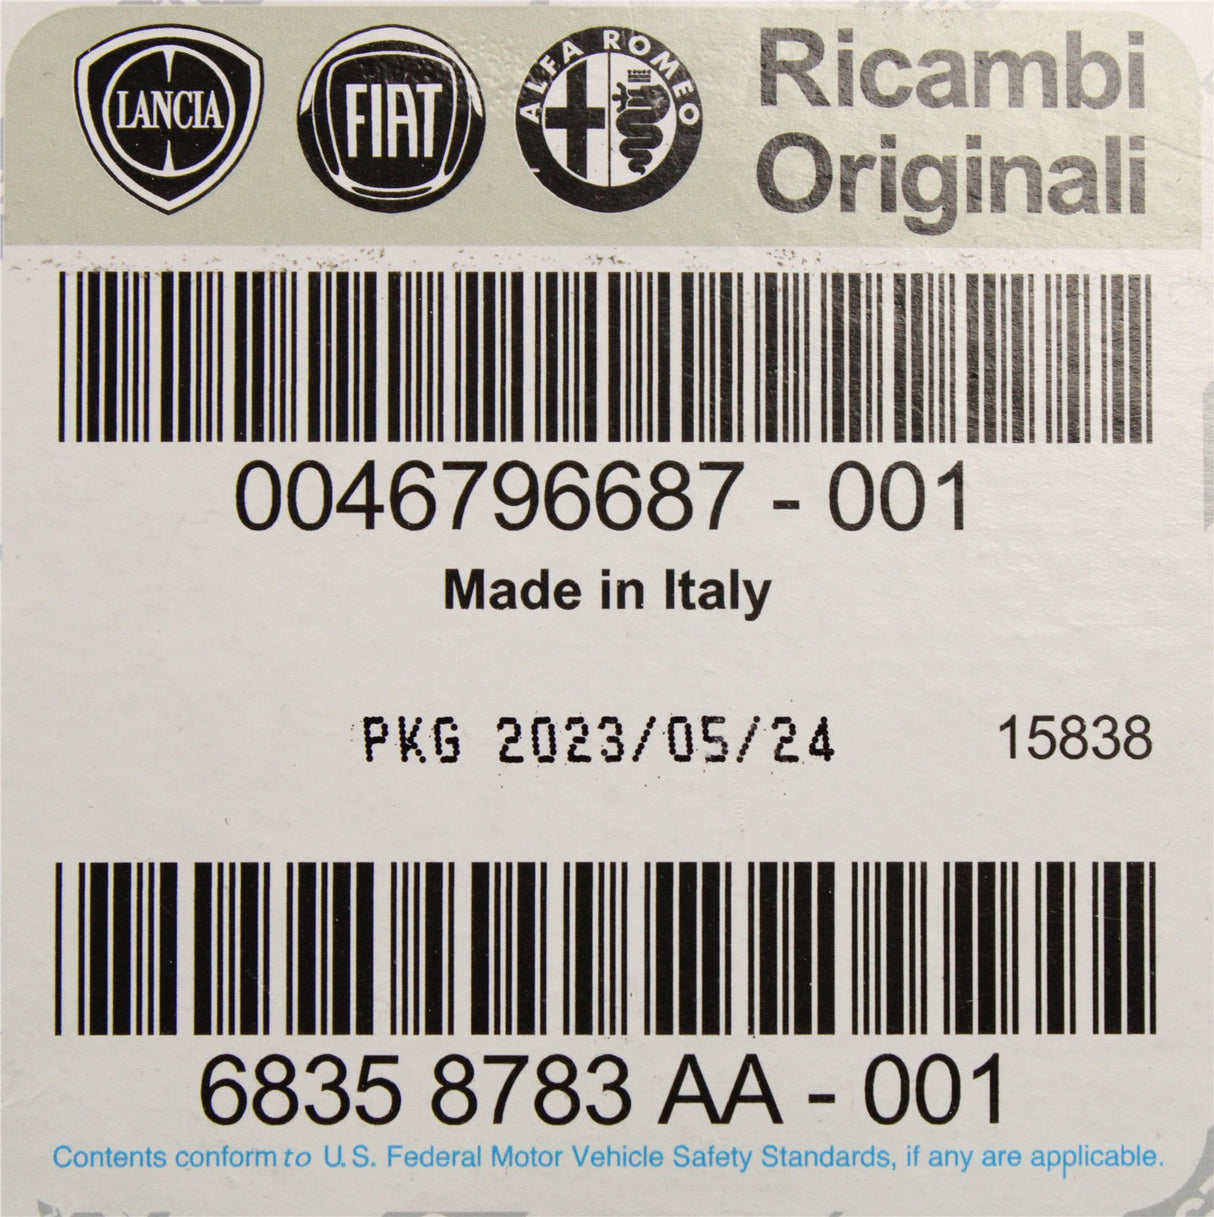 LANCIA
FIAT
ALFA ROMEO
Ricambi
Originali
0046796687 - 001
Made in Italy
PKG 2023/05/24
15838
6835 8783 AA - 001
Contents conform to U.S. Federal Motor Vehicle Safety Standards, if any are applicable.